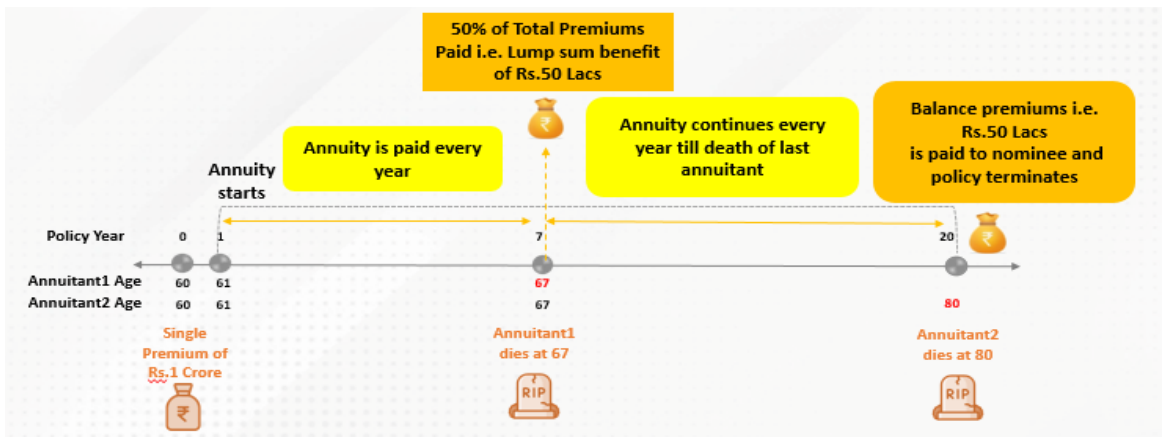 50% of Total Premiums
Paid i.e. Lump sum benefit
of Rs.50 Lacs
Annuity is paid every
year
Annuity continues every
year till death of last
annuitant
Balance premiums i.e.
Rs.50 Lacs
is paid to nominee and
policy terminates
Annuity
starts
Policy Year 0 1 7 20
Annuitant1 Age 60 61 67
Annuitant2 Age 60 61 67 80
Single
Premium of
Rs.1 Crore
Annuitant1
dies at 67
RIP
Annuitant2
dies at 80
RIP
₹
₹
₹